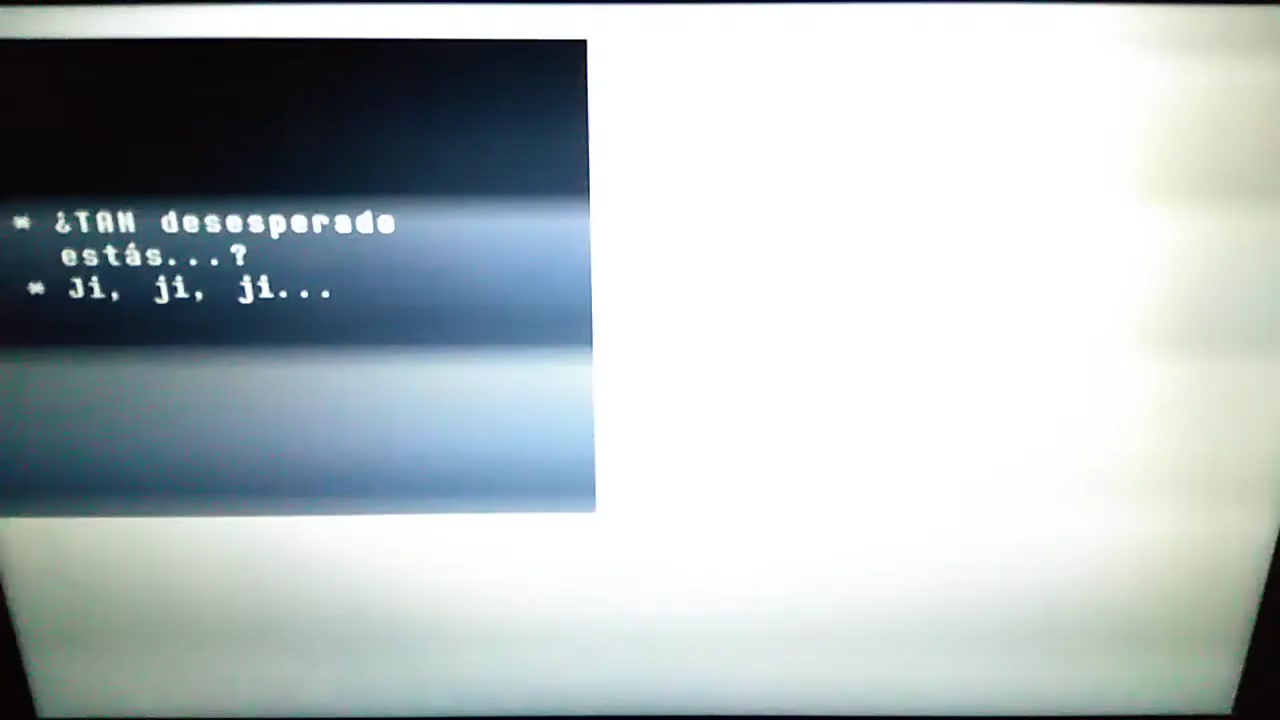 * ¿TAN desesperado
estás...?
* Ji, ji, ji...